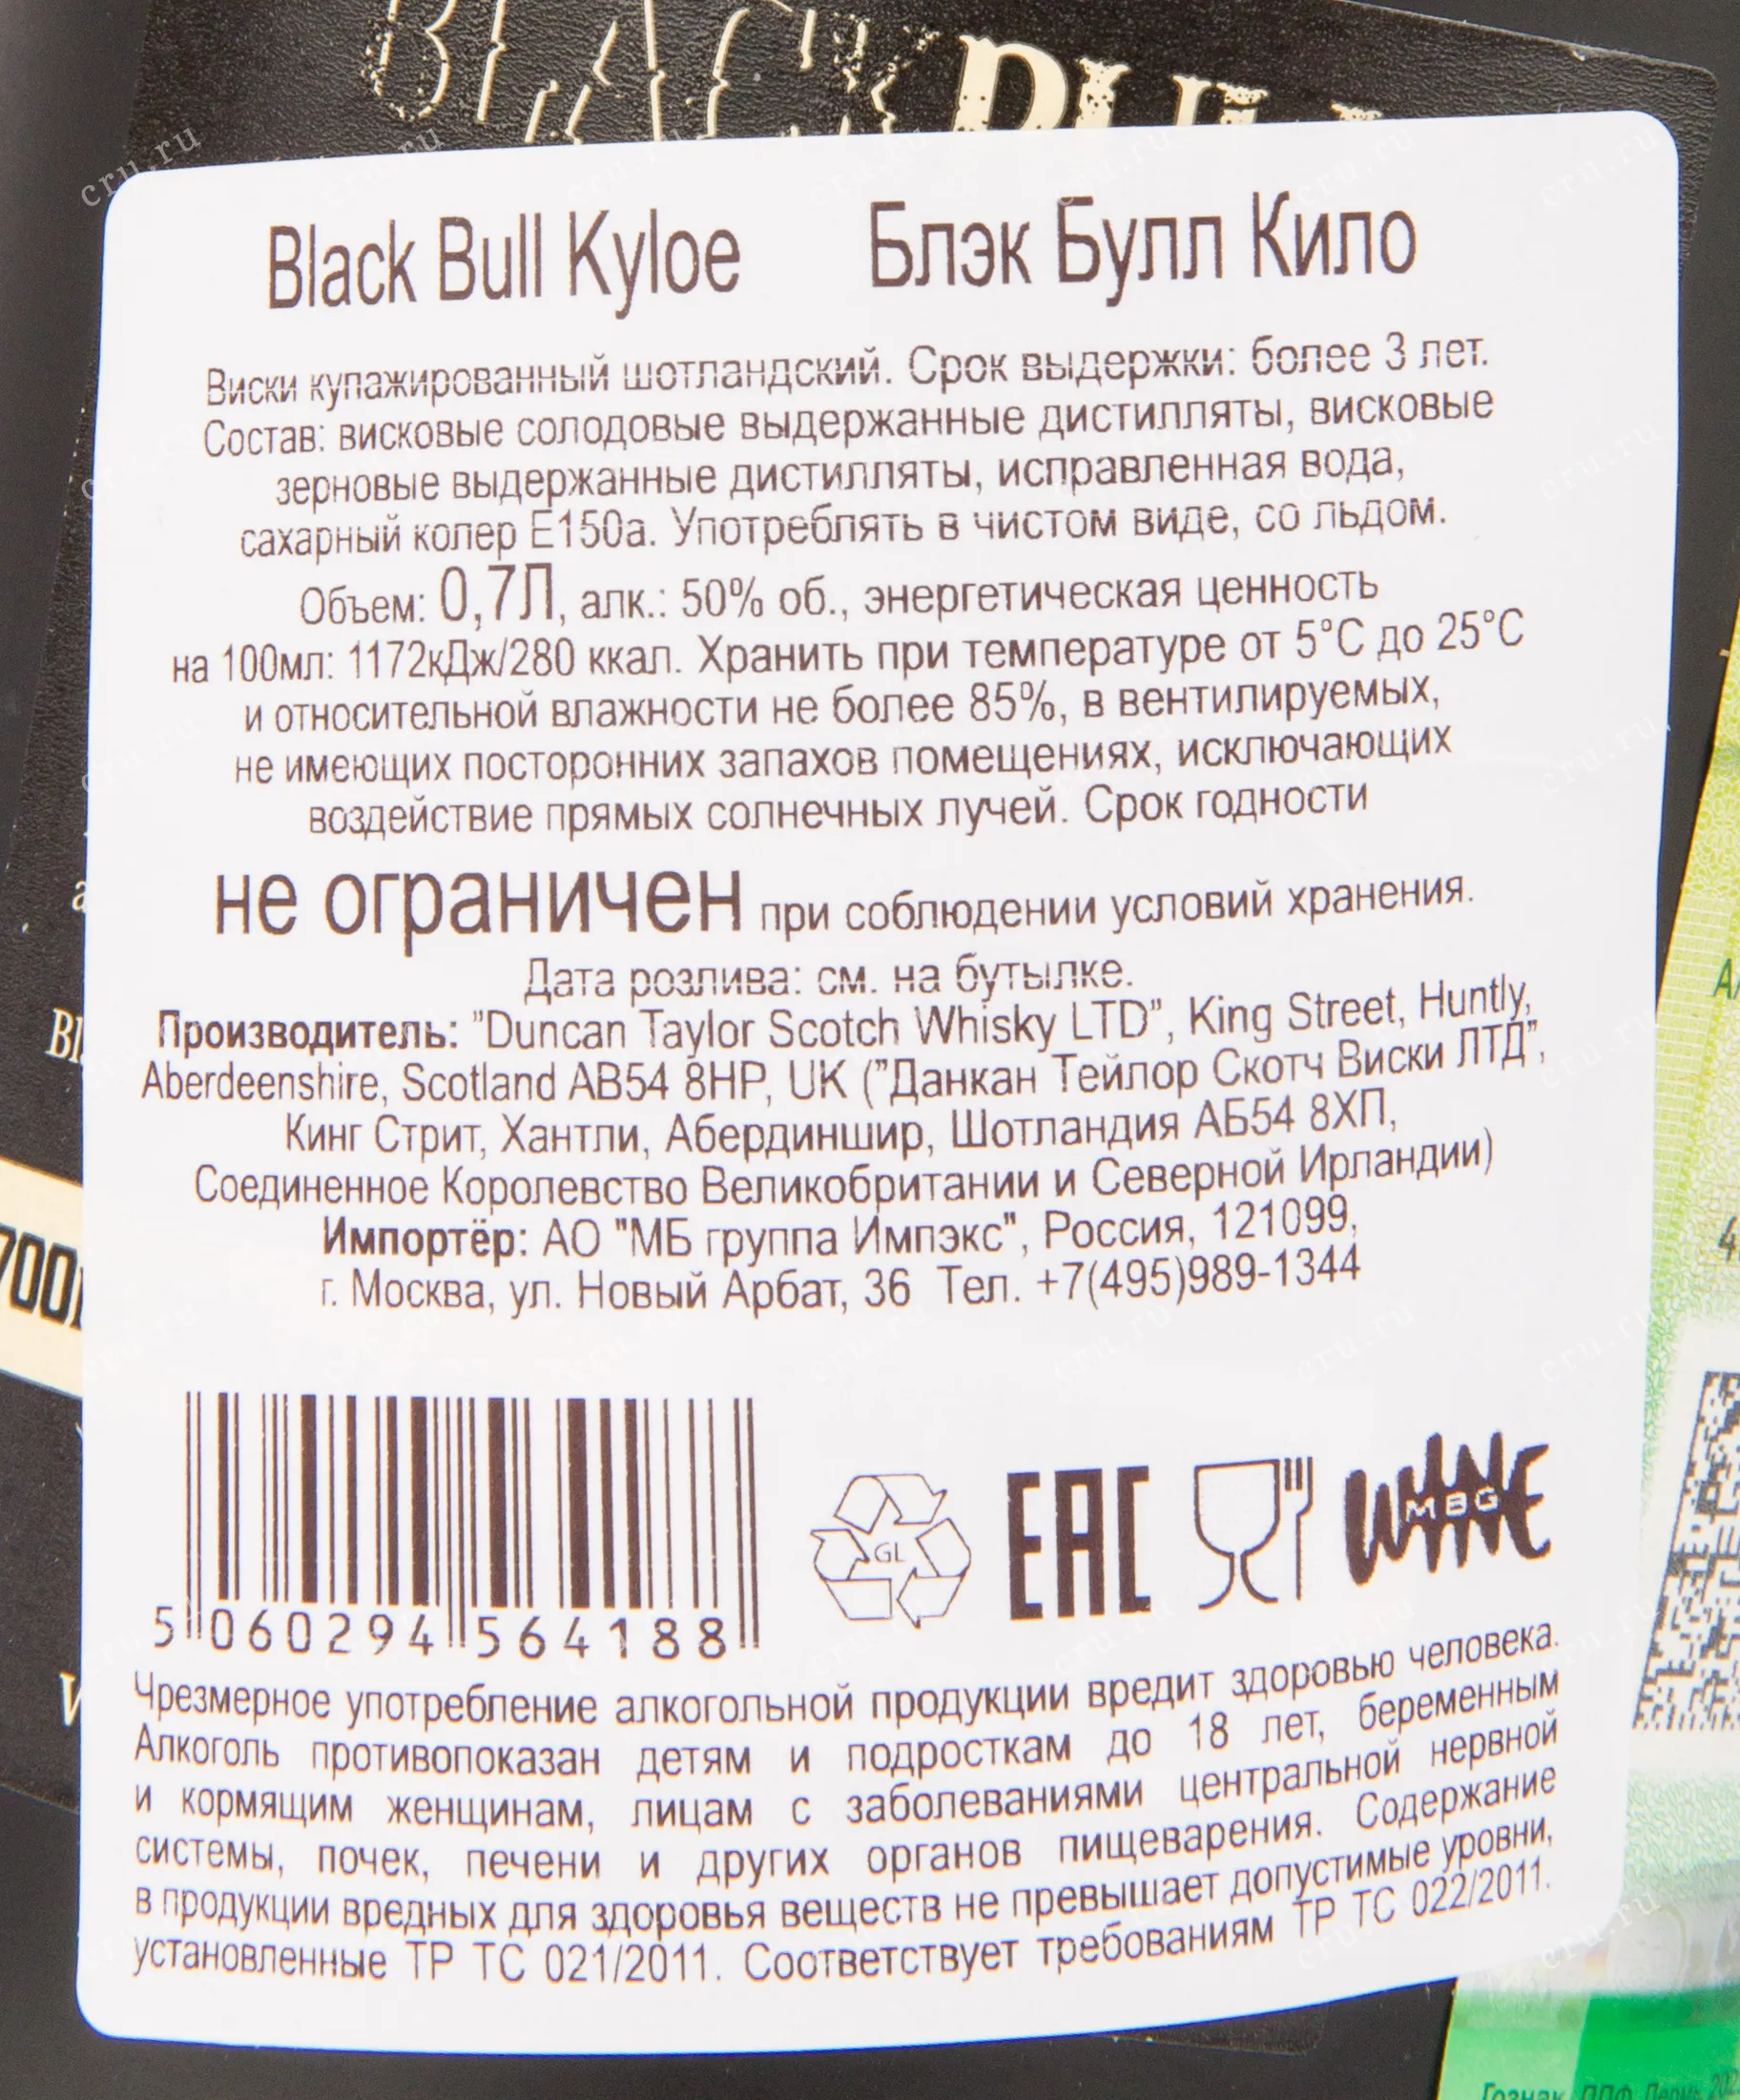 BLACK BULL
Black Bull Kyloe Блэк Булл Кило
Виски купажированный шотландский. Срок выдержки: более 3 лет.
Состав: висковые солодовые выдержанные дистилляты, висковые
зерновые выдержанные дистилляты, исправленная вода,
сахарный колер Е150а. Употреблять в чистом виде, со льдом.
Объем: 0,7Л, алк.: 50% об., энергетическая ценность
на 100мл: 1172кДж/280 ккал. Хранить при температуре от 5°С до 25°С
и относительной влажности не более 85%, в вентилируемых,
не имеющих посторонних запахов помещениях, исключающих
воздействие прямых солнечных лучей. Срок годности
не ограничен при соблюдении условий хранения.
Дата розлива: см. на бутылке.
Производитель: "Duncan Taylor Scotch Whisky LTD", King Street, Huntly,
Aberdeenshire, Scotland AB54 8HP, UK ("Данкан Тейлор Скотч Виски ЛТД",
Кинг Стрит, Хантли, Абердиншир, Шотландия АБ54 8ХП,
Соединенное Королевство Великобритании и Северной Ирландии)
Импортёр: АО "МБ группа Импэкс", Россия, 121099,
г. Москва, ул. Новый Арбат, 36 Тел. +7(495)989-1344
GL
EAC
WINE
MBG
5 060294 564188
Чрезмерное употребление алкогольной продукции вредит здоровью человека.
Алкоголь противопоказан детям и подросткам до 18 лет, беременным
и кормящим женщинам, лицам с заболеваниями центральной нервной
системы, почек, печени и других органов пищеварения. Содержание
в продукции вредных для здоровья веществ не превышает допустимые уровни,
установленные ТР ТС 021/2011. Соответствует требованиям ТР ТС 022/2011.
700
Гознак ППФ Пермь
cru.ru